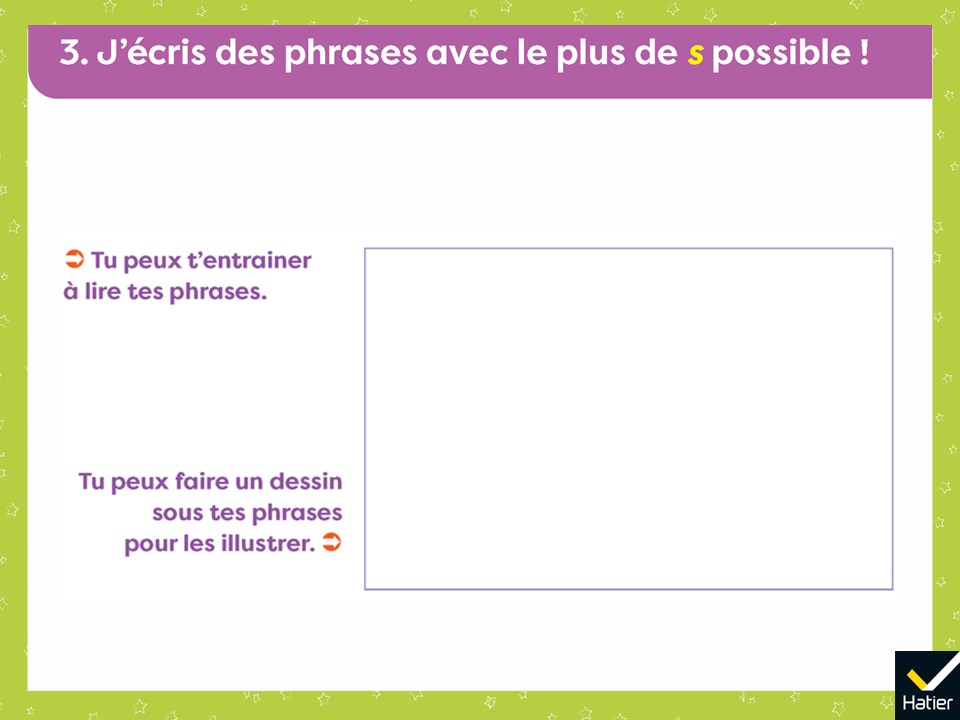 3. J’écris des phrases avec le plus de s possible !
➲ Tu peux t’entrainer
à lire tes phrases.
Tu peux faire un dessin
sous tes phrases
pour les illustrer. ➲
Hatier